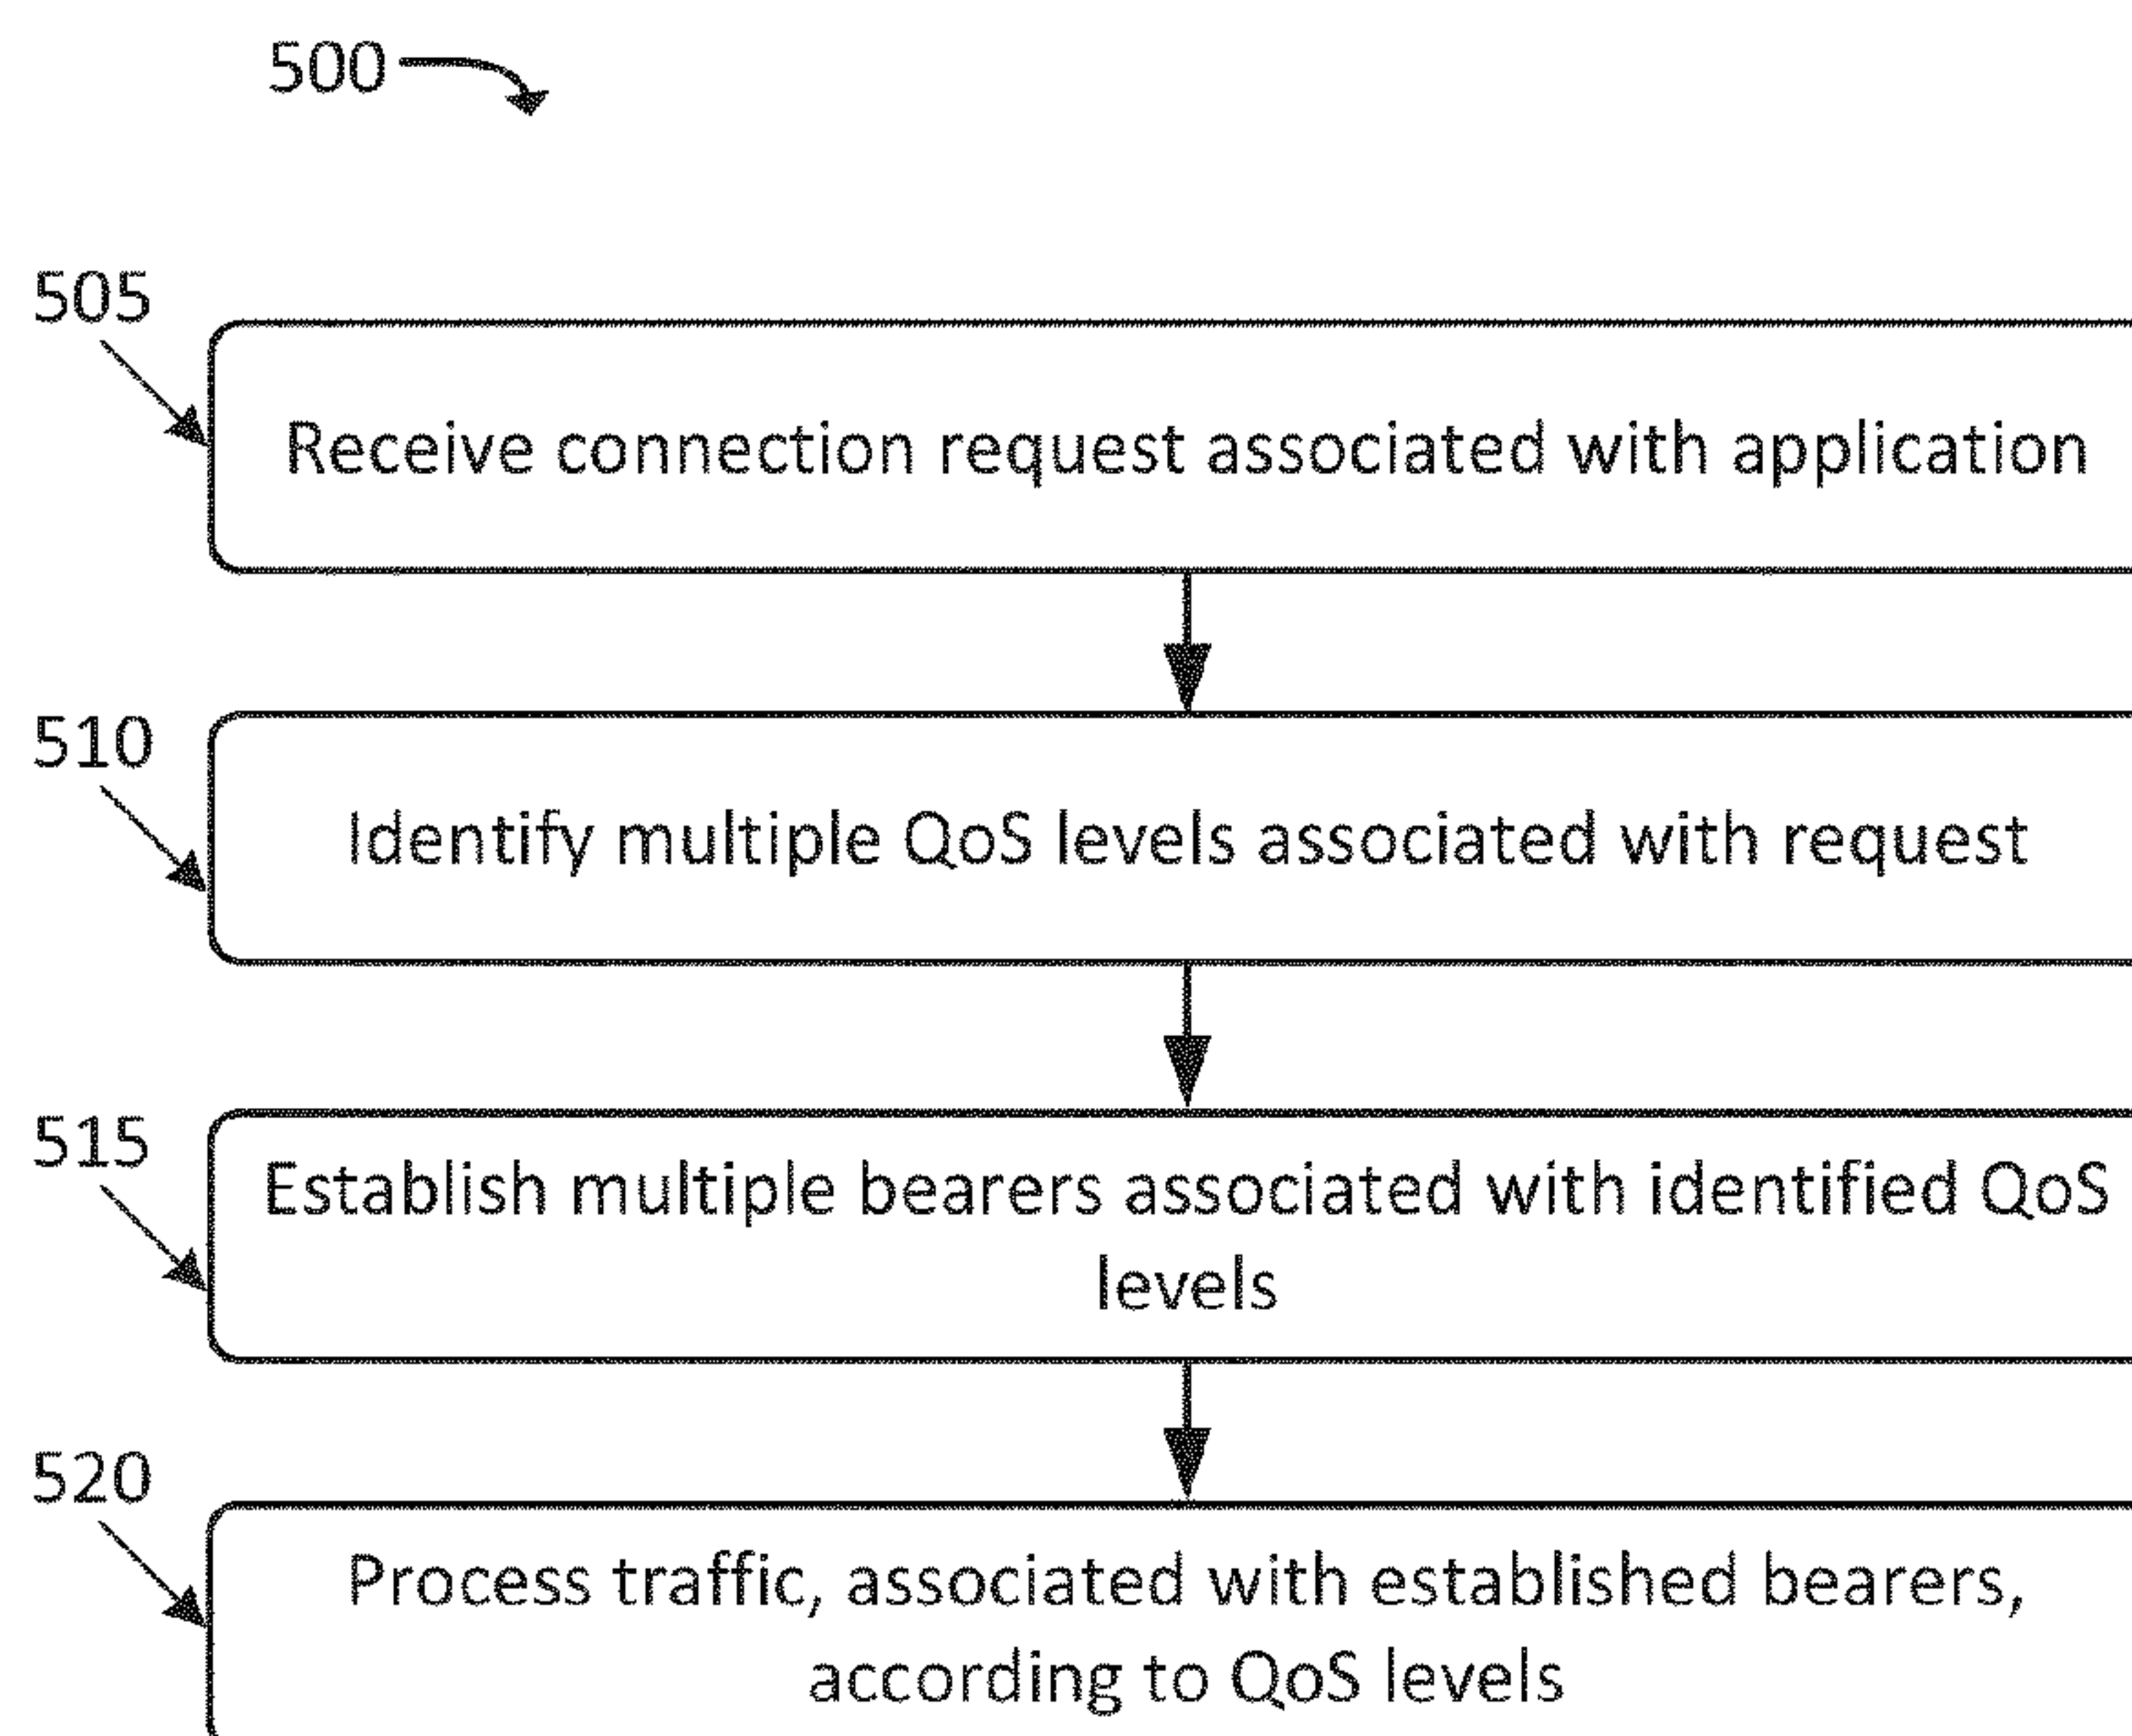 500
505
Receive connection request associated with application
510
Identify multiple QoS levels associated with request
515
Establish multiple bearers associated with identified QoS
levels
520
Process traffic, associated with established bearers,
according to QoS levels